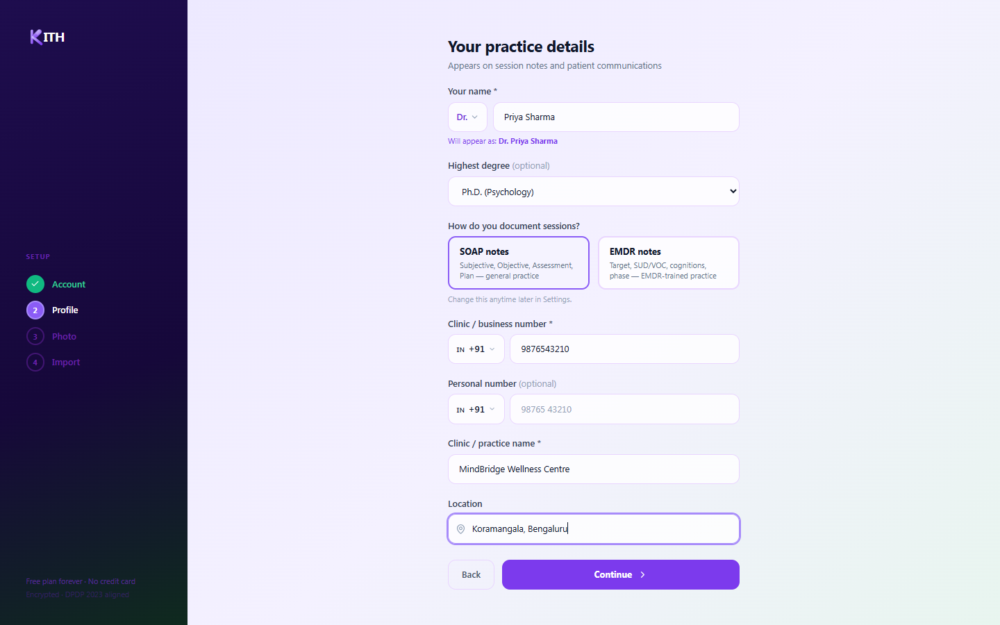 KITH
SETUP
Account
2 Profile
3 Photo
4 Import
Free plan forever · No credit card
Encrypted · DPDP 2023 aligned
Your practice details
Appears on session notes and patient communications
Your name *
Dr. Priya Sharma
Will appear as: Dr. Priya Sharma
Highest degree (optional)
Ph.D. (Psychology)
How do you document sessions?
SOAP notes
Subjective, Objective, Assessment,
Plan — general practice
EMDR notes
Target, SUD/VOC, cognitions,
phase — EMDR-trained practice
Change this anytime later in Settings.
Clinic / business number *
IN +91 9876543210
Personal number (optional)
IN +91 98765 43210
Clinic / practice name *
MindBridge Wellness Centre
Location
Koramangala, Bengaluru
Back Continue